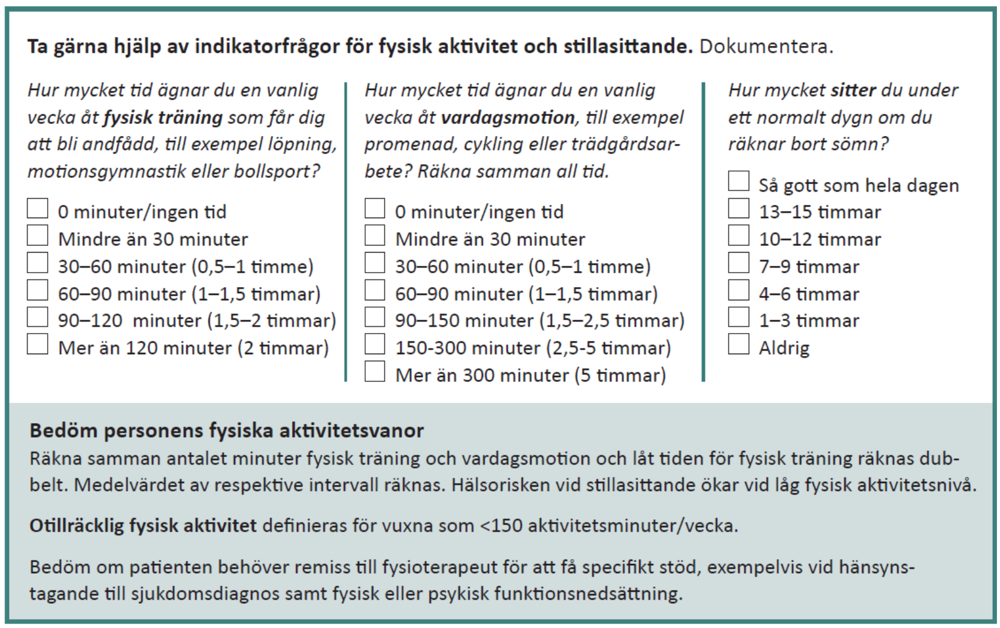 Ta gärna hjälp av indikatorfrågor för fysisk aktivitet och stillasittande. Dokumentera.
Hur mycket tid ägnar du en vanlig
vecka åt fysisk träning som får dig
att bli andfådd, till exempel löpning,
motionsgymnastik eller bollsport?
0 minuter/ingen tid
Mindre än 30 minuter
30–60 minuter (0,5–1 timme)
60–90 minuter (1–1,5 timmar)
90–120 minuter (1,5–2 timmar)
Mer än 120 minuter (2 timmar)
Hur mycket tid ägnar du en vanlig
vecka åt vardagsmotion, till exempel
promenad, cykling eller trädgårdsar-
bete? Räkna samman all tid.
0 minuter/ingen tid
Mindre än 30 minuter
30–60 minuter (0,5–1 timme)
60–90 minuter (1–1,5 timmar)
90–150 minuter (1,5–2,5 timmar)
150-300 minuter (2,5-5 timmar)
Mer än 300 minuter (5 timmar)
Hur mycket sitter du under
ett normalt dygn om du
räknar bort sömn?
Så gott som hela dagen
13–15 timmar
10–12 timmar
7–9 timmar
4–6 timmar
1–3 timmar
Aldrig
Bedöm personens fysiska aktivitetsvanor
Räkna samman antalet minuter fysisk träning och vardagsmotion och låt tiden för fysisk träning räknas dub-
belt. Medelvärdet av respektive intervall räknas. Hälsorisken vid stillasittande ökar vid låg fysisk aktivitetsnivå.
Otillräcklig fysisk aktivitet definieras för vuxna som <150 aktivitetsminuter/vecka.
Bedöm om patienten behöver remiss till fysioterapeut för att få specifikt stöd, exempelvis vid hänsyns-
tagande till sjukdomsdiagnos samt fysisk eller psykisk funktionsnedsättning.